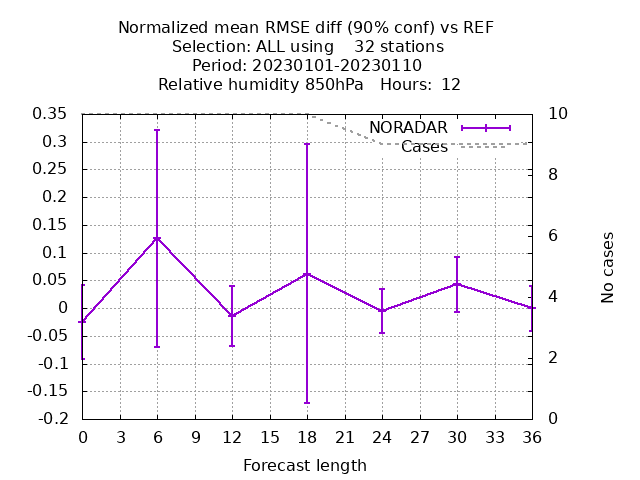 Normalized mean RMSE diff (90% conf) vs REF
Selection: ALL using    32 stations
Period: 20230101-20230110
Relative humidity 850hPa   Hours:  12
0.35
0.3
0.25
0.2
0.15
0.1
0.05
0
-0.05
-0.1
-0.15
-0.2
NORADAR
Cases
10
8
6
4
2
0
No cases
0 3 6 9 12 15 18 21 24 27 30 33 36
Forecast length